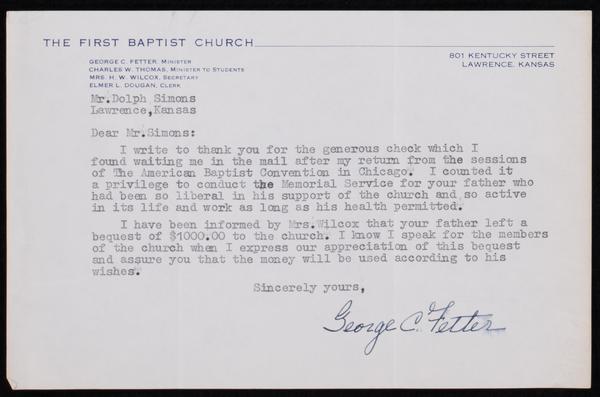 THE FIRST BAPTIST CHURCH
801 KENTUCKY STREET
LAWRENCE, KANSAS
GEORGE C. FETTER, MINISTER
CHARLES W. THOMAS, MINISTER TO STUDENTS
MRS. H. W. WILCOX, SECRETARY
ELMER L. DOUGAN, CLERK
Mr.Dolph Simons
Lawrence,Kansas
Dear Mr.Simons:
I write to thank you for the generous check which I
found waiting me in the mail after my return from the sessions
of The American Baptist Convention in Chicago. I counted it
a privilege to conduct the Memorial Service for your father who
had been so liberal in his support of the church and so active
in its life and work as long as his health permitted.
I have been informed by Mrs.Wilcox that your father left a
bequest of $1000.00 to the church. I know I speak for the members
of the church when I express our appreciation of this bequest
and assure you that the money will be used according to his
wishes.
Sincerely yours,
George C. Fetter